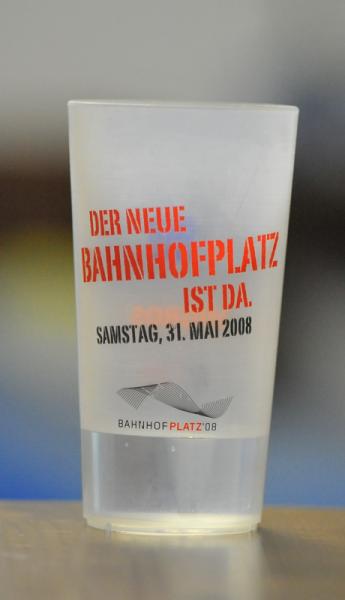 DER NEUE
BAHNHOFPLATZ
IST DA.
SAMSTAG, 31. MAI 2008
BAHNHOFPLATZ'08